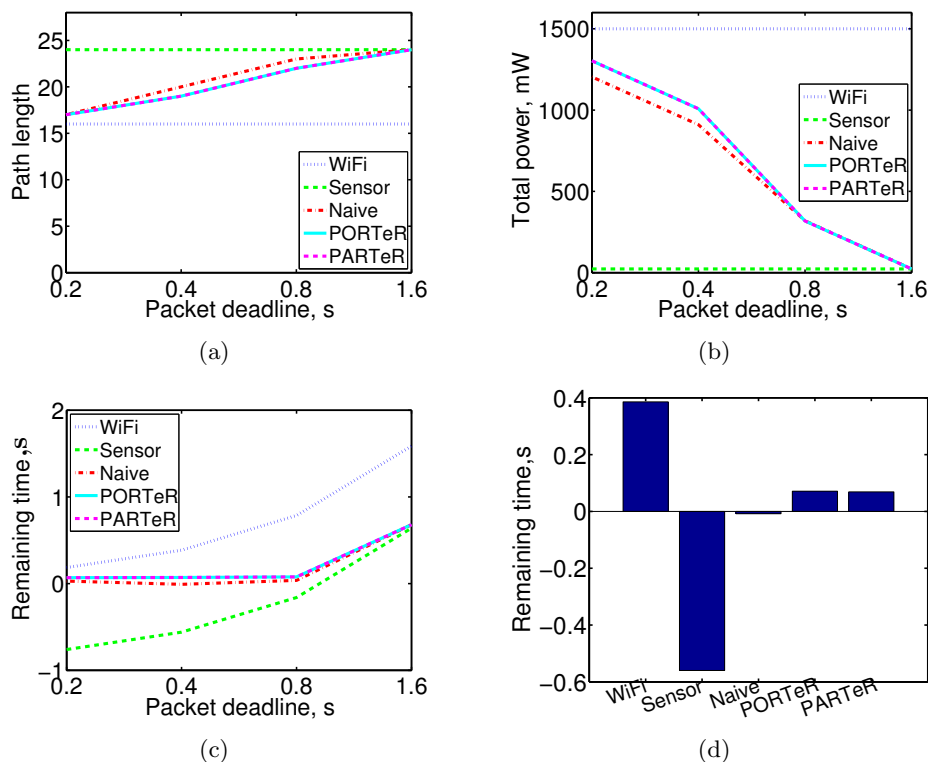 25
20
15
10
5
0
Path length
WiFi
Sensor
Naive
PORTeR
PARTeR
0.2 0.4 0.8 1.6
Packet deadline, s
(a)
1500
1000
500
0
Total power, mW
WiFi
Sensor
Naive
PORTeR
PARTeR
0.2 0.4 0.8 1.6
Packet deadline, s
(b)
2
1
0
−1
Remaining time,s
WiFi
Sensor
Naive
PORTeR
PARTeR
0.2 0.4 0.8 1.6
Packet deadline, s
(c)
0.4
0.2
0
−0.2
−0.4
−0.6
Remaining time,s
WiFi Sensor Naive PORTeR PARTeR
(d)